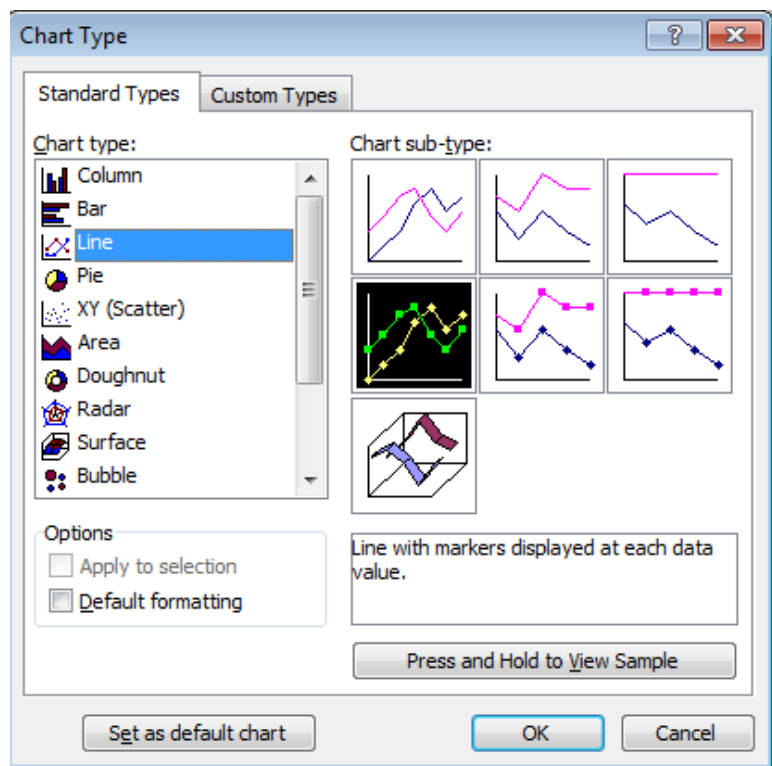 Chart Type
Standard Types
Custom Types
Chart type:
Chart sub-type:
Column
Bar
Line
Pie
XY (Scatter)
Area
Doughnut
Radar
Surface
Bubble
Options
Apply to selection
Default formatting
Line with markers displayed at each data
value.
Press and Hold to View Sample
Set as default chart
OK
Cancel